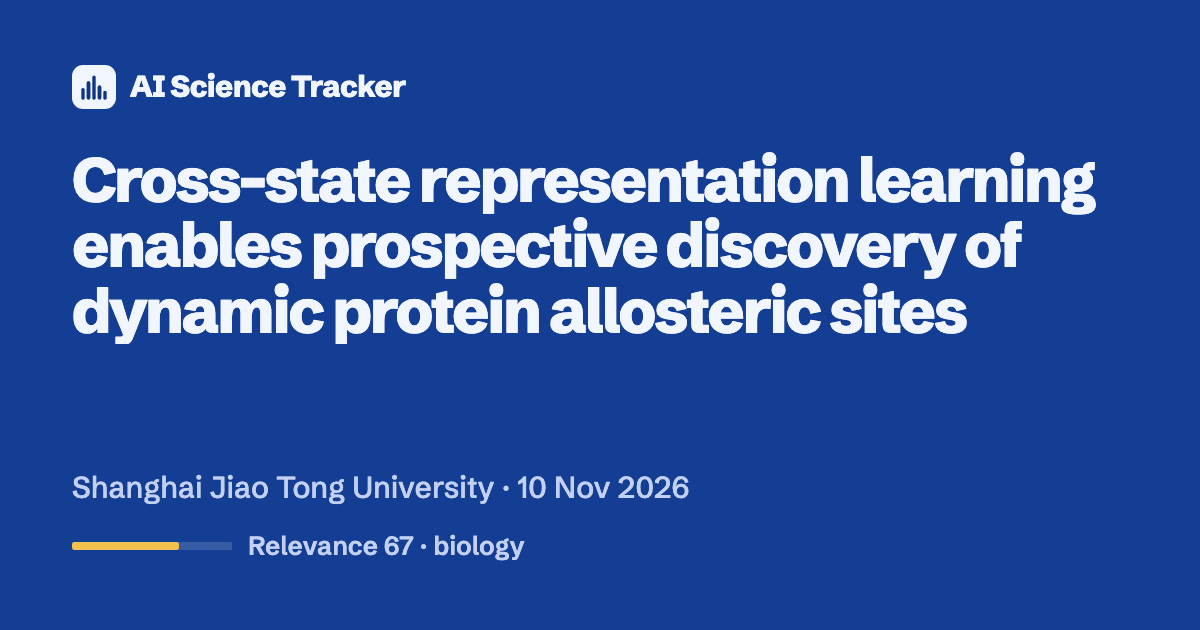 AI Science Tracker
Cross-state representation learning
enables prospective discovery of
dynamic protein allosteric sites
Shanghai Jiao Tong University · 10 Nov 2026
Relevance 67 · biology